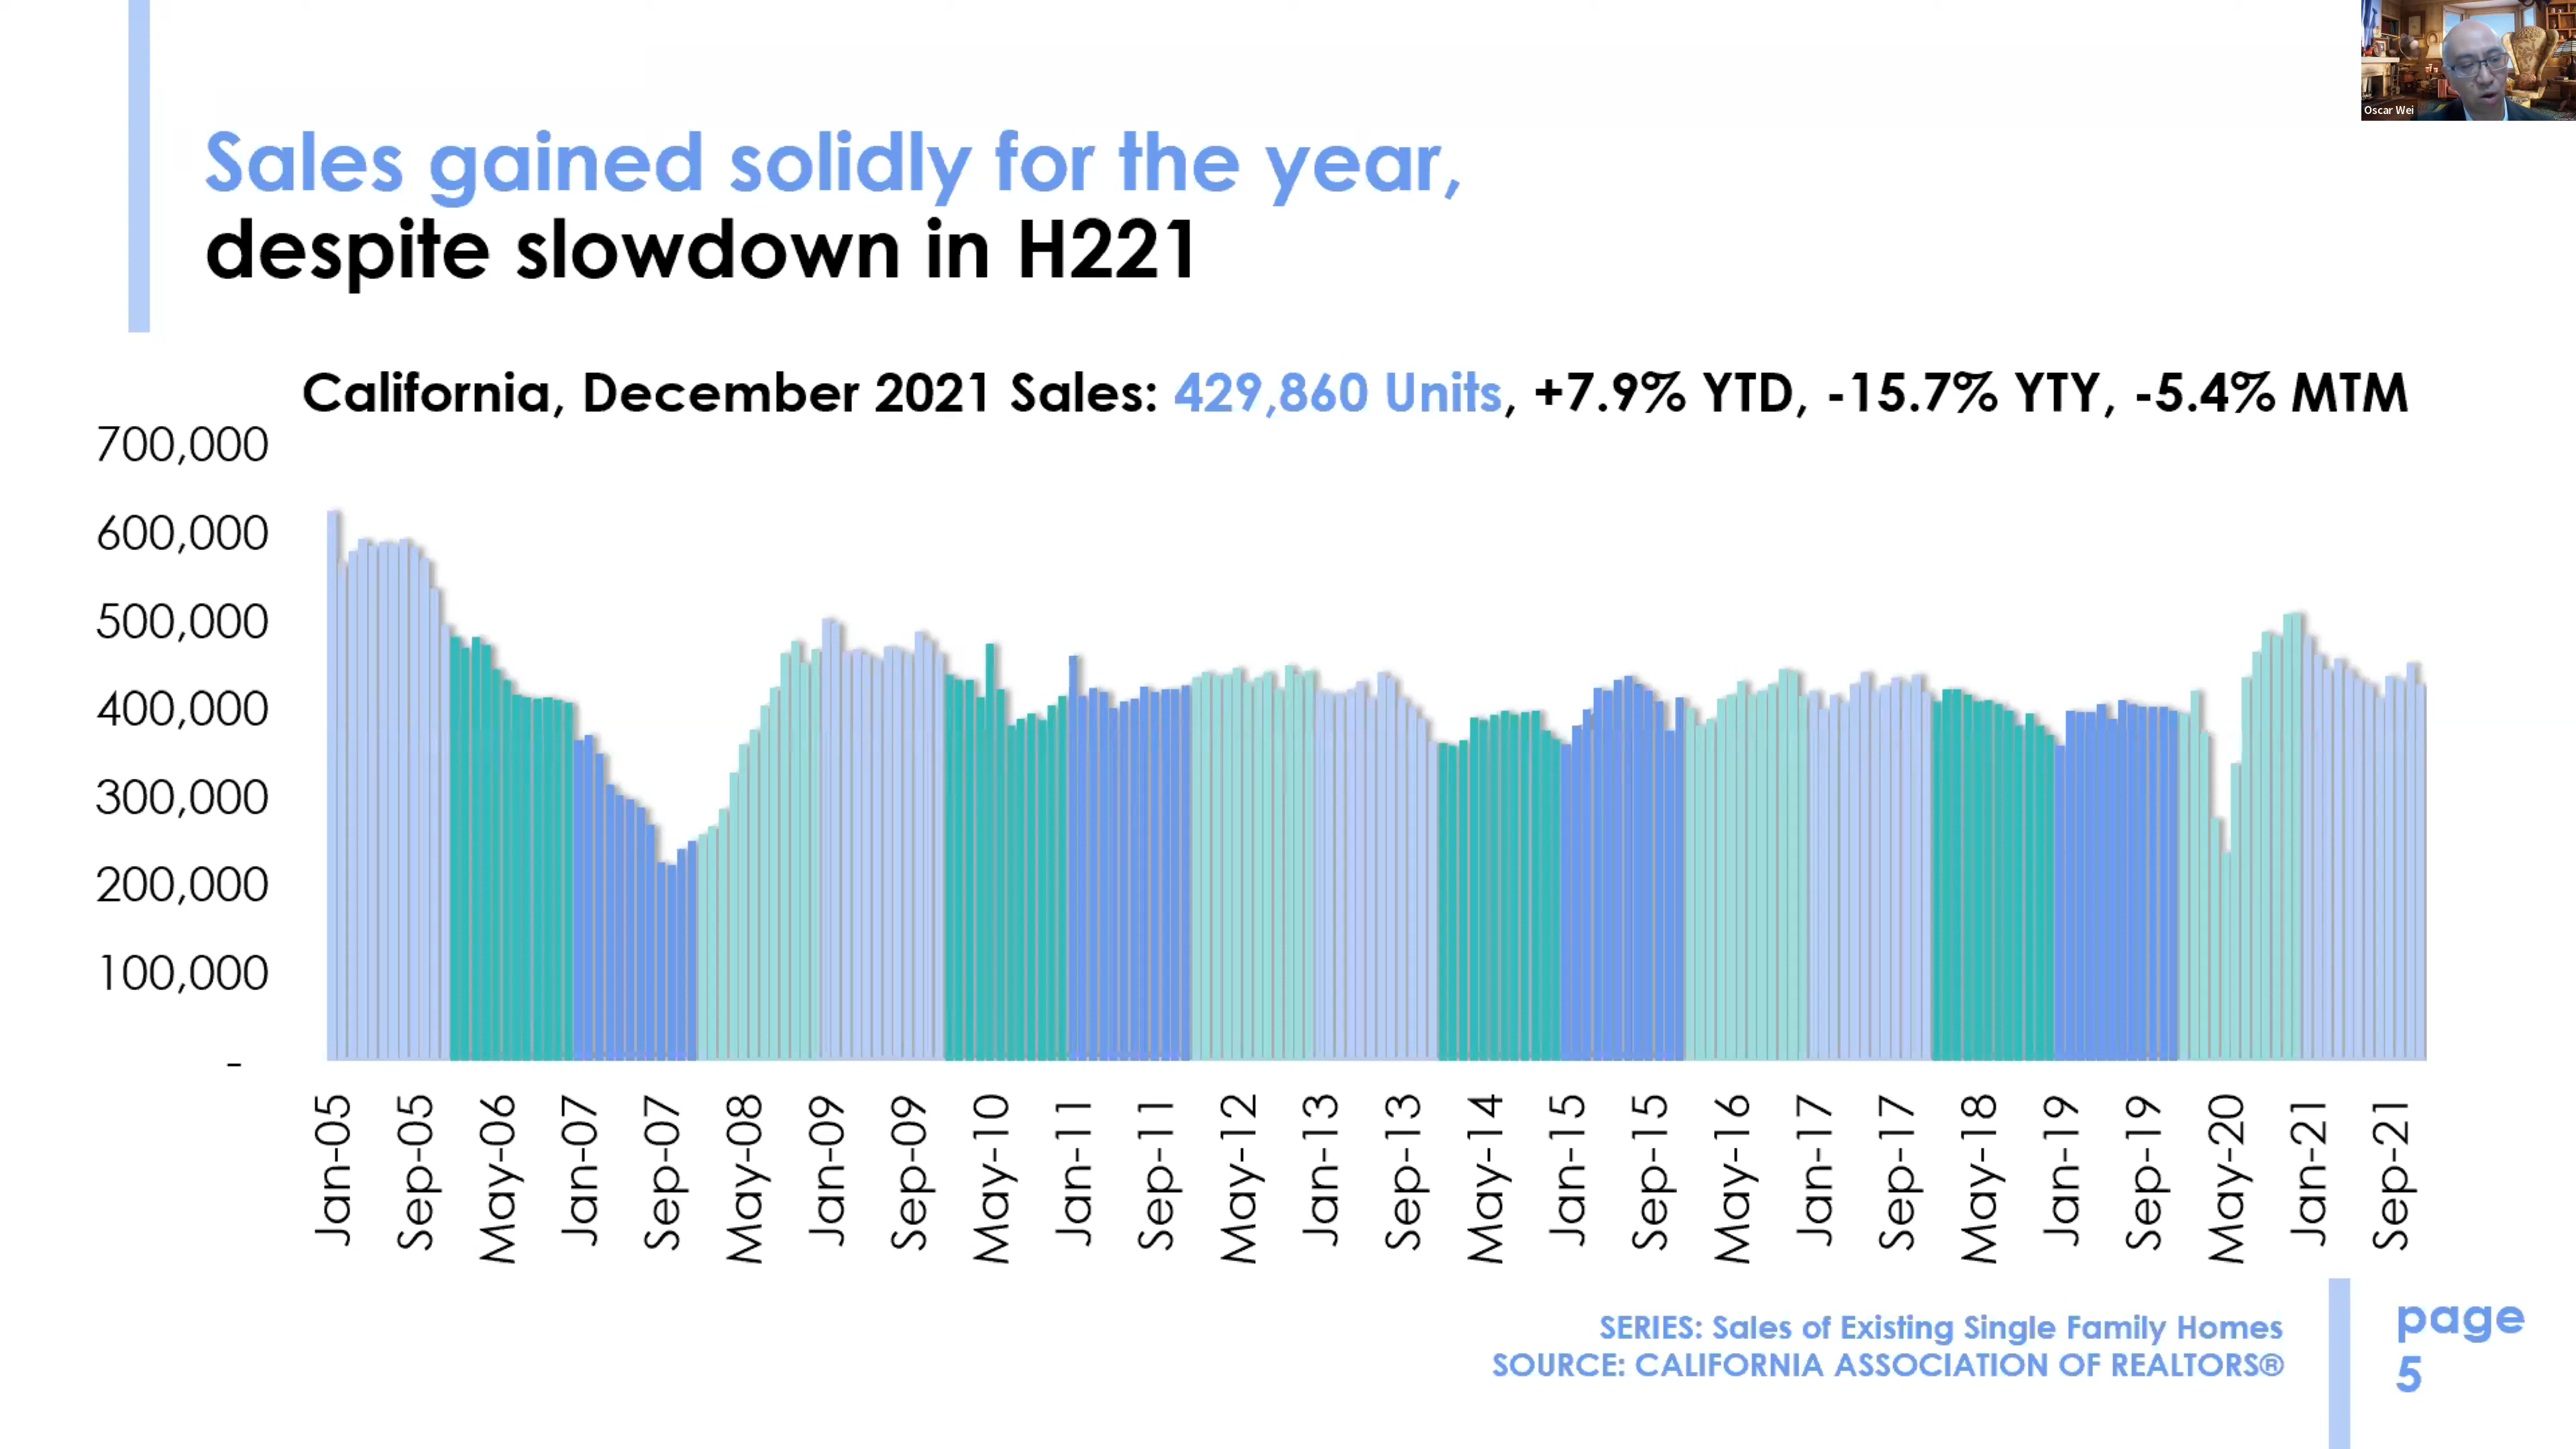 Oscar Wei
Sales gained solidly for the year,
despite slowdown in H221
California, December 2021 Sales: 429,860 Units, +7.9% YTD, -15.7% YTY, -5.4% MTM
700,000
600,000
500,000
400,000
300,000
200,000
100,000
-
Jan-05
Sep-05
May-06
Jan-07
Sep-07
May-08
Jan-09
Sep-09
May-10
Jan-11
Sep-11
May-12
Jan-13
Sep-13
May-14
Jan-15
Sep-15
May-16
Jan-17
Sep-17
May-18
Jan-19
Sep-19
May-20
Jan-21
Sep-21
SERIES: Sales of Existing Single Family Homes
SOURCE: CALIFORNIA ASSOCIATION OF REALTORS®
page
5